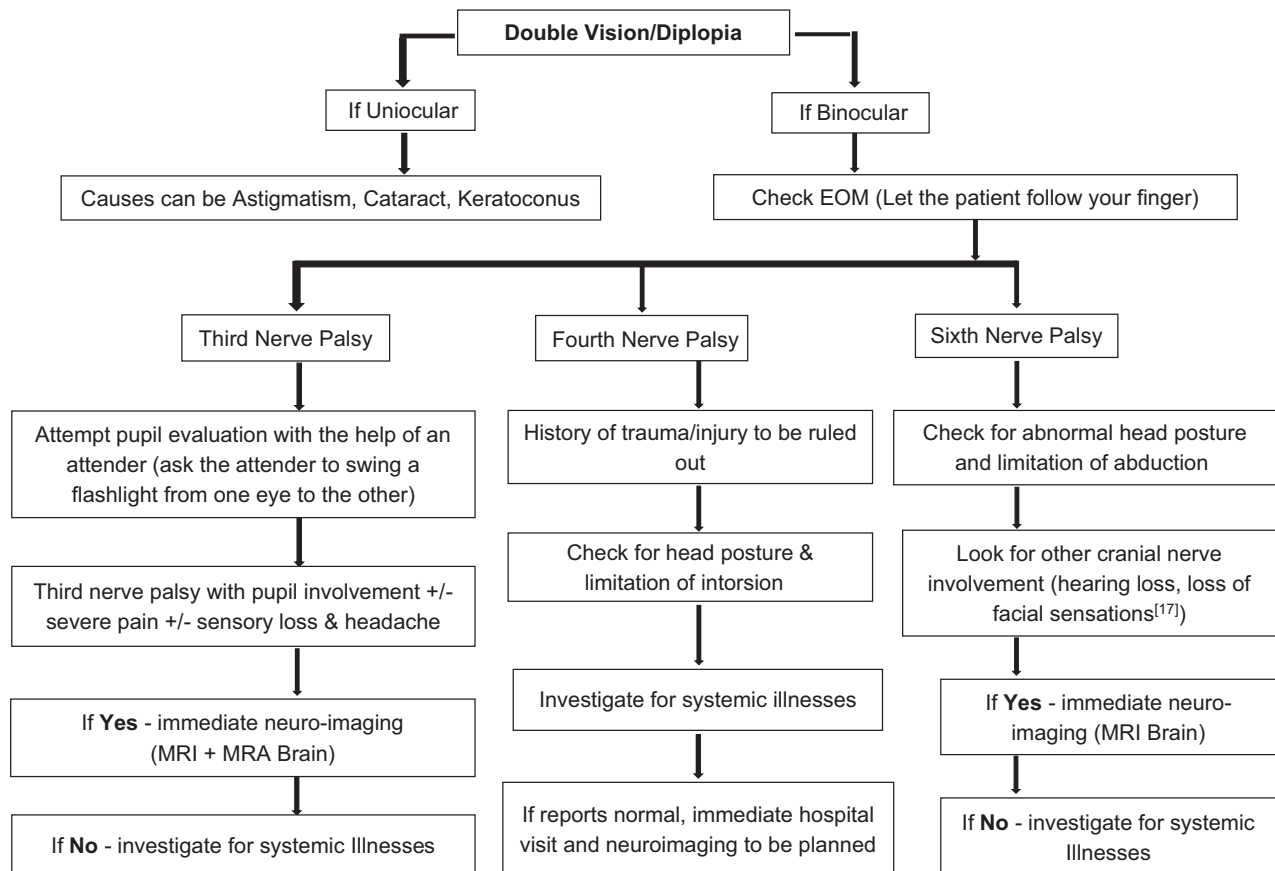 Double Vision/Diplopia
If Uniocular
If Binocular
Causes can be Astigmatism, Cataract, Keratoconus
Check EOM (Let the patient follow your finger)
Third Nerve Palsy
Fourth Nerve Palsy
Sixth Nerve Palsy
Attempt pupil evaluation with the help of an
attender (ask the attender to swing a
flashlight from one eye to the other)
History of trauma/injury to be ruled
out
Check for abnormal head posture
and limitation of abduction
Third nerve palsy with pupil involvement +/-
severe pain +/- sensory loss & headache
Check for head posture &
limitation of intorsion
Look for other cranial nerve
involvement (hearing loss, loss of
facial sensations[17])
If Yes - immediate neuro-imaging
(MRI + MRA Brain)
Investigate for systemic illnesses
If Yes - immediate neuro-
imaging (MRI Brain)
If No - investigate for systemic Illnesses
If reports normal, immediate hospital
visit and neuroimaging to be planned
If No - investigate for systemic
Illnesses